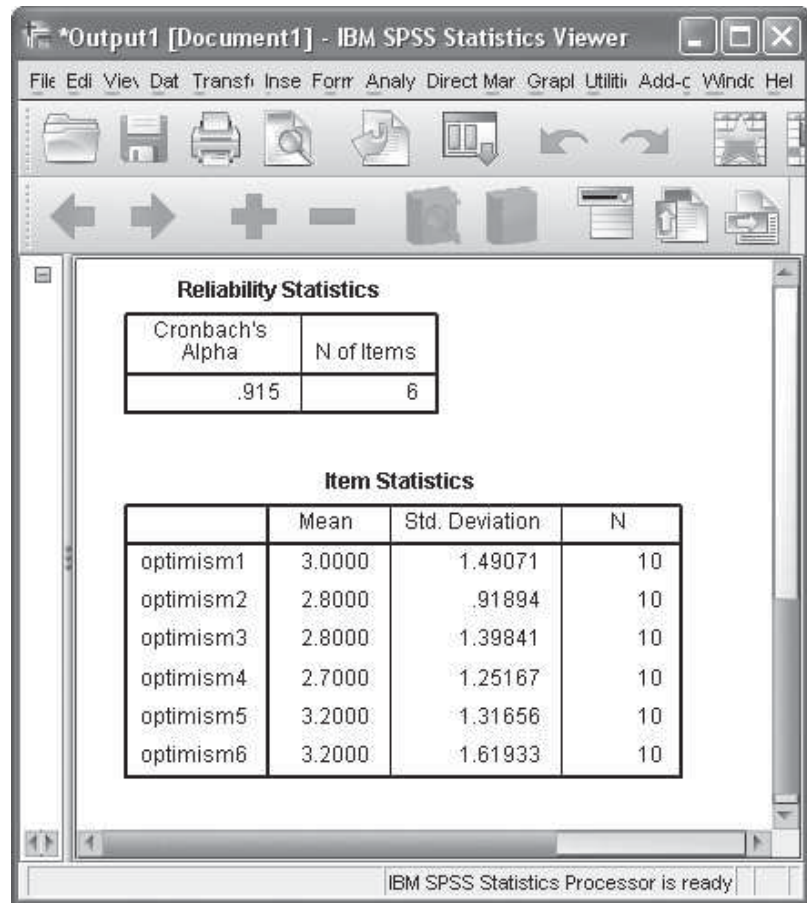 *Output1 [Document1] - IBM SPSS Statistics Viewer
File Edi Viev Dat Transfo Inse Forr Analy Direct Mar Grapl Utilitio Add-c Windo Hel
Reliability Statistics
Cronbach's Alpha N of Items
.915 6
Item Statistics
Mean Std. Deviation N
optimism1 3.0000 1.49071 10
optimism2 2.8000 .91894 10
optimism3 2.8000 1.39841 10
optimism4 2.7000 1.25167 10
optimism5 3.2000 1.31656 10
optimism6 3.2000 1.61933 10
IBM SPSS Statistics Processor is ready